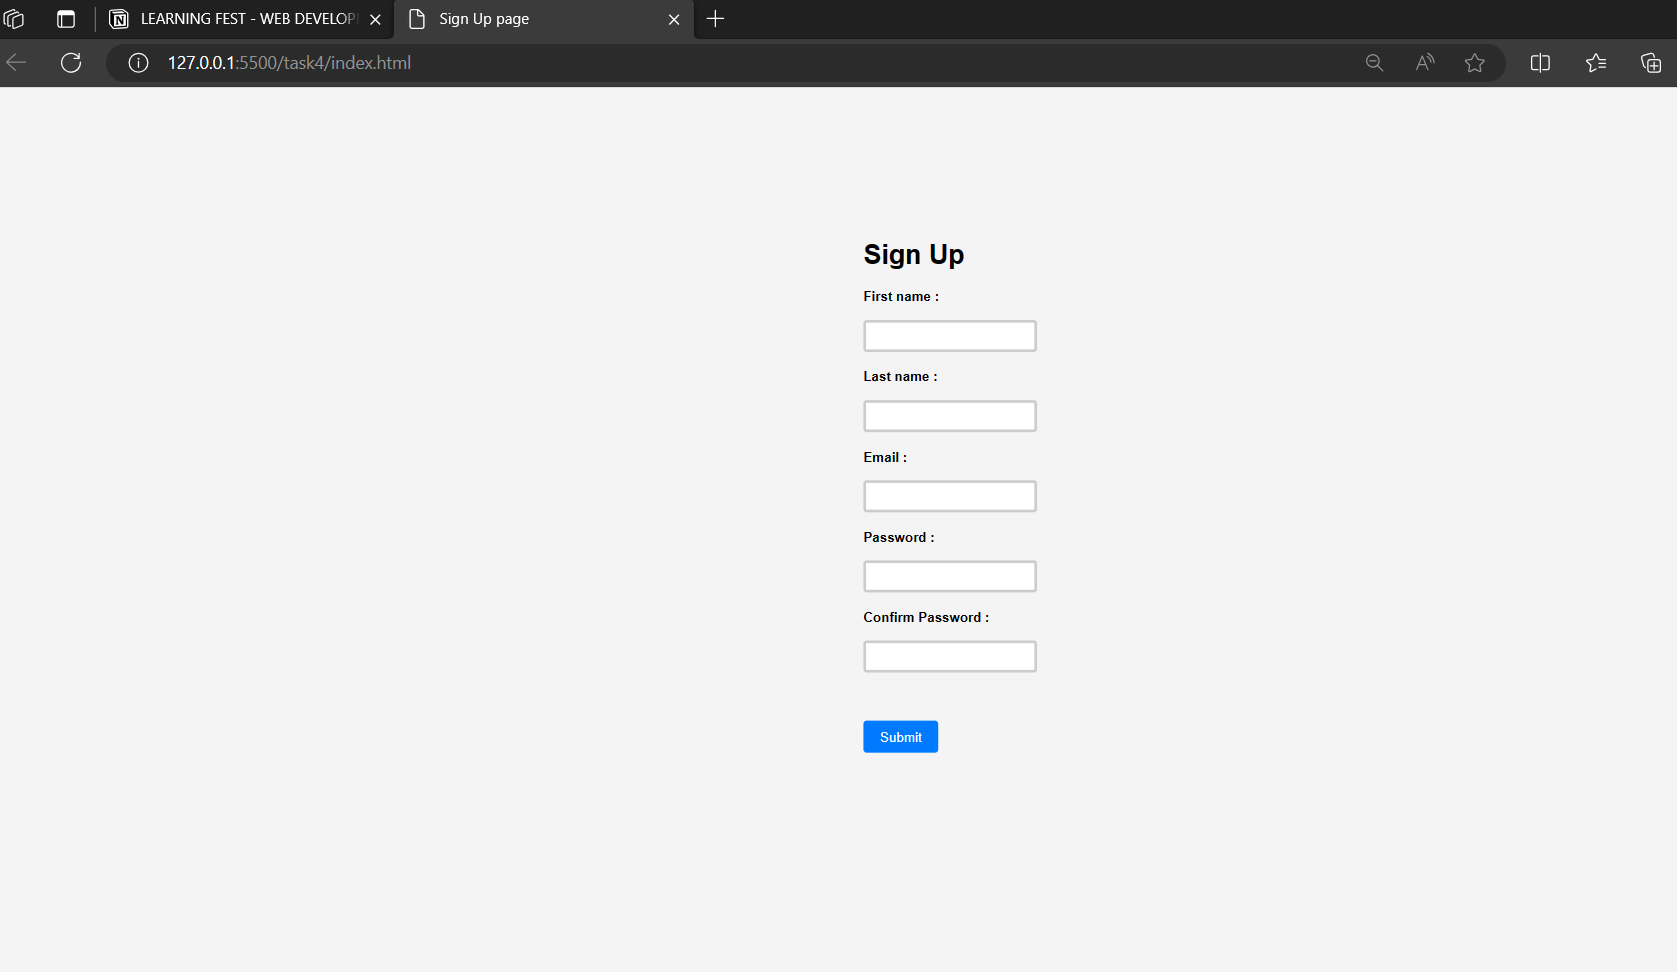 LEARNING FEST - WEB DEVELOP
Sign Up page
127.0.0.1:5500/task4/index.html
Sign Up
First name :
Last name :
Email :
Password :
Confirm Password :
Submit